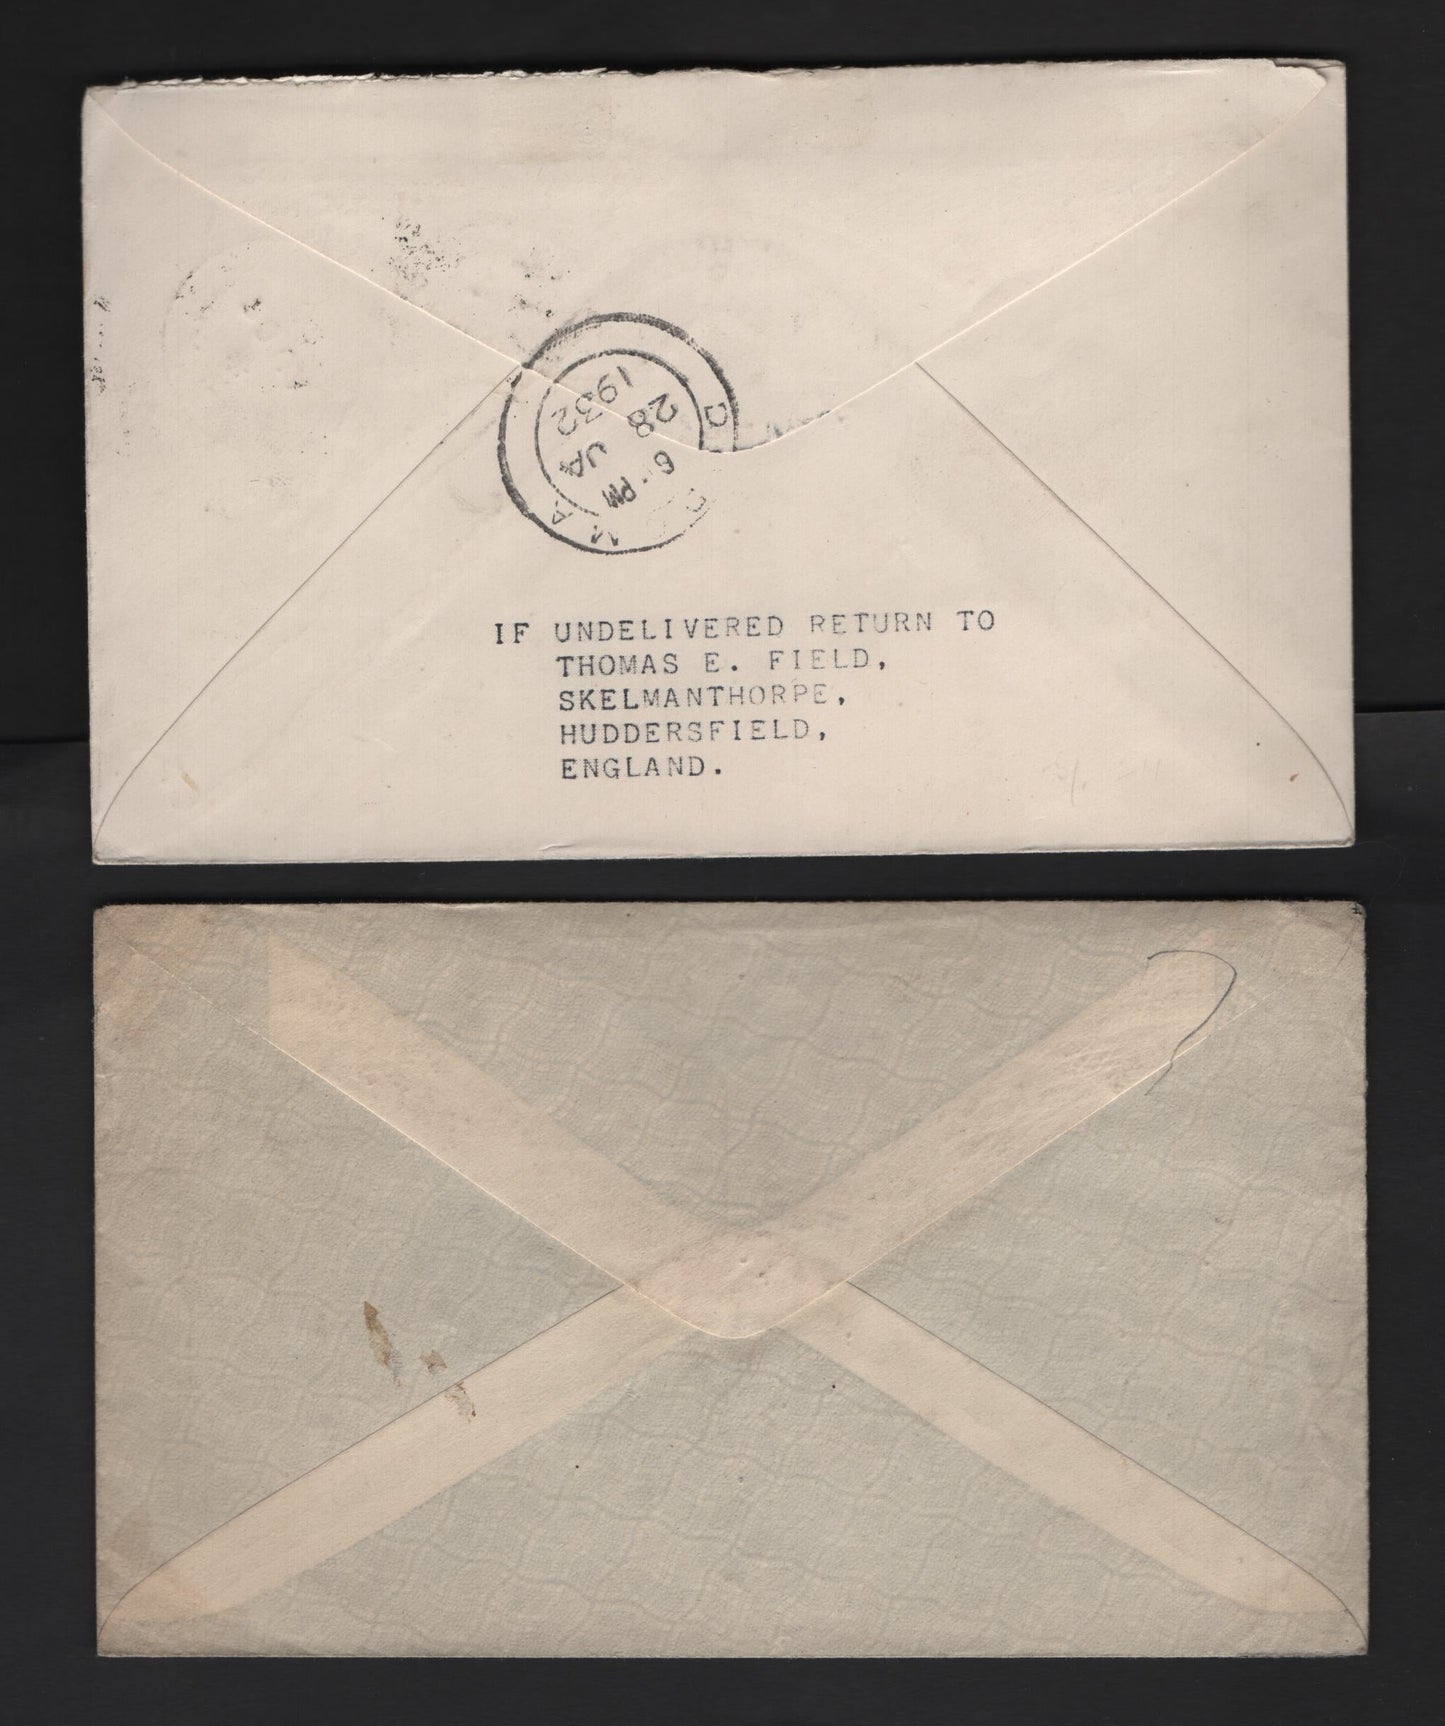 6 PM
28 JA
1932
IF UNDELIVERED RETURN TO
THOMAS E. FIELD,
SKELMANTHORPE,
HUDDERSFIELD,
ENGLAND.